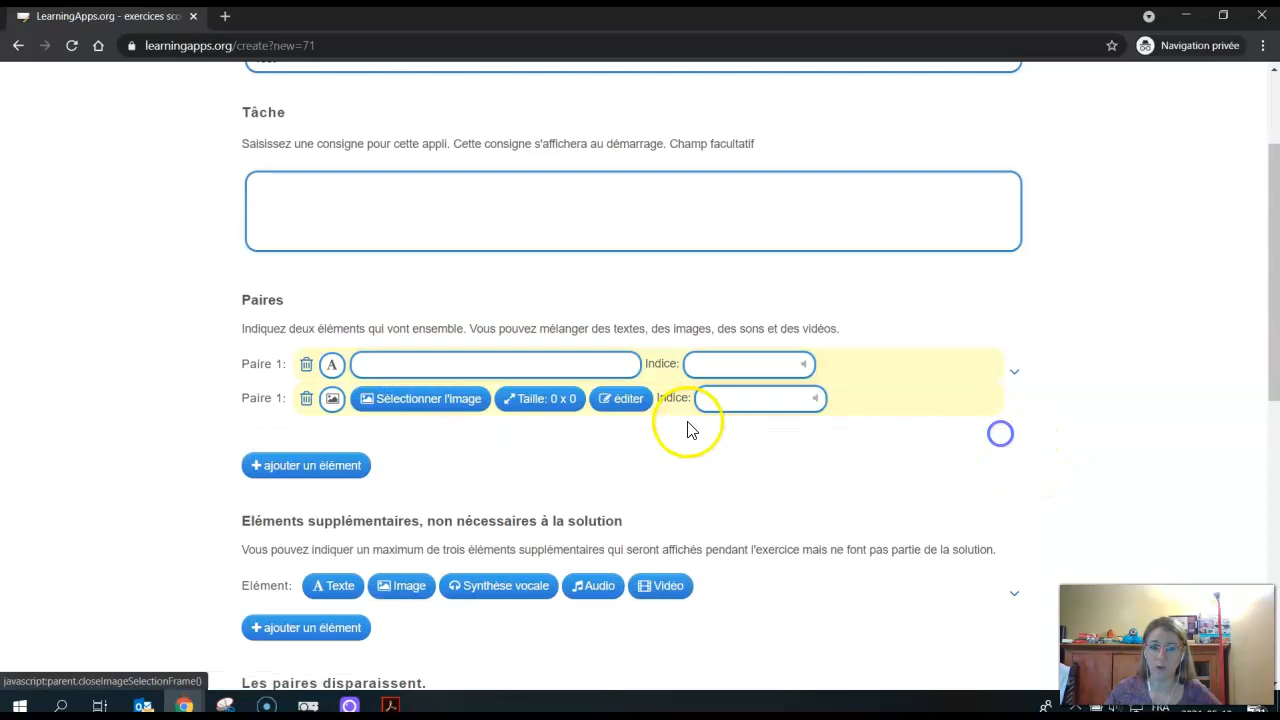 LearningApps.org - exercices sco
learningapps.org/create?new=71
Navigation privée
Tâche
Saisissez une consigne pour cette appli. Cette consigne s'affichera au démarrage. Champ facultatif
Paires
Indiquez deux éléments qui vont ensemble. Vous pouvez mélanger des textes, des images, des sons et des vidéos.
Paire 1: A Indice:
Paire 1: Sélectionner l'image Taille: 0 x 0 éditer Indice:
+ ajouter un élément
Eléments supplémentaires, non nécessaires à la solution
Vous pouvez indiquer un maximum de trois éléments supplémentaires qui seront affichés pendant l'exercice mais ne font pas partie de la solution.
Elément: A Texte Image Synthèse vocale Audio Vidéo
+ ajouter un élément
Les paires disparaissent.
javascript:parent.closeImageSelectionFrame()
FRA